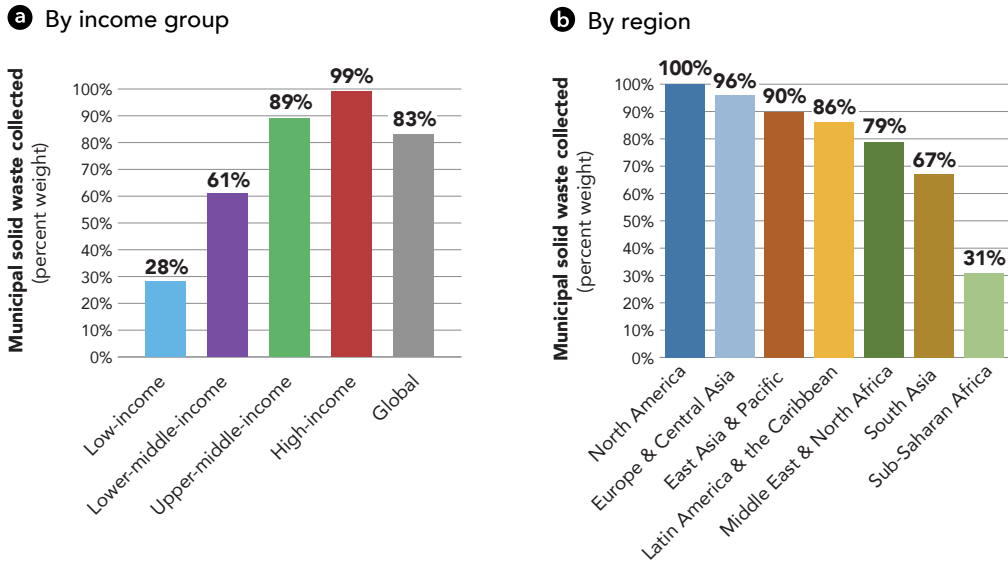 a By income group
Municipal solid waste collected
(percent weight)
100%
90%
80%
70%
60%
50%
40%
30%
20%
10%
0%
28%
61%
89%
99%
83%
Low-income
Lower-middle-income
Upper-middle-income
High-income
Global
b By region
Municipal solid waste collected
(percent weight)
100%
90%
80%
70%
60%
50%
40%
30%
20%
10%
0%
100%
96%
90%
86%
79%
67%
31%
North America
Europe & Central Asia
East Asia & Pacific
Latin America & the Caribbean
Middle East & North Africa
South Asia
Sub-Saharan Africa